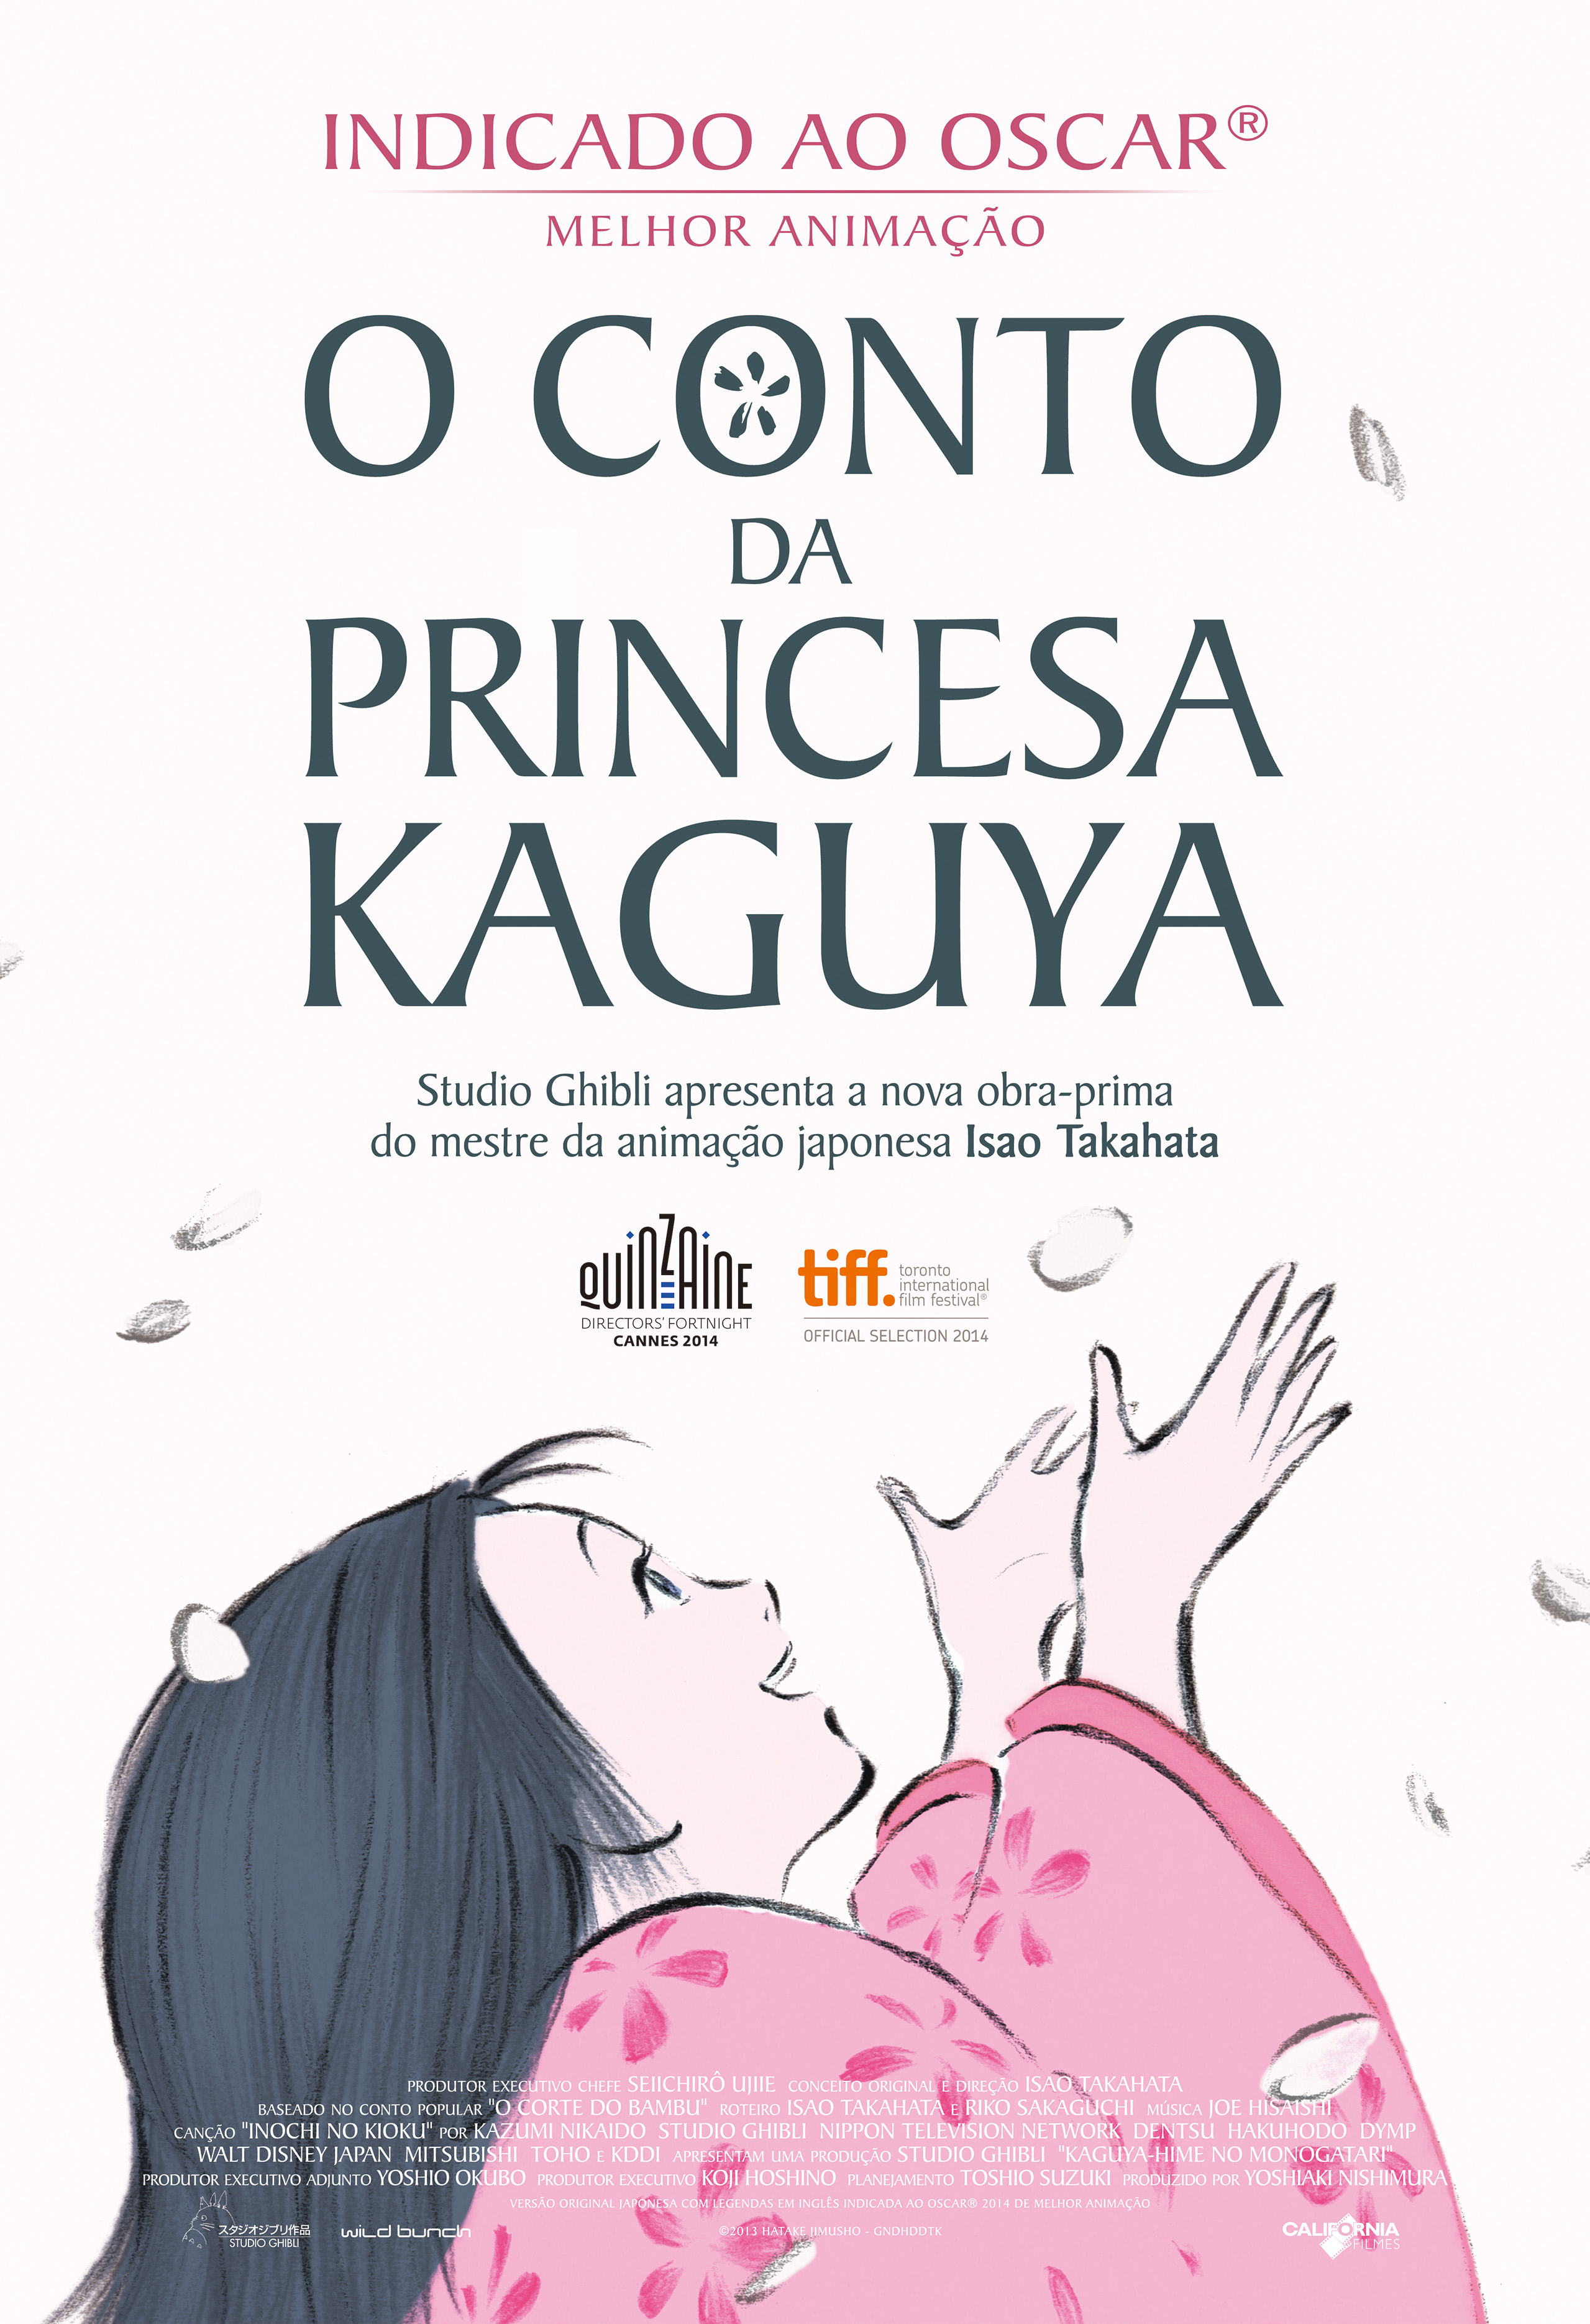 INDICADO AO OSCAR®
MELHOR ANIMAÇÃO
O CONTO
DA
PRINCESA
KAGUYA
Studio Ghibli apresenta a nova obra-prima
do mestre da animação japonesa Isao Takahata
QUINZAINE
DIRECTORS' FORTNIGHT
CANNES 2014
tiff. toronto
international
film festival®
OFFICIAL SELECTION 2014
PRODUTOR EXECUTIVO CHEFE SEIICHIRÔ UJIIE CONCEITO ORIGINAL E DIREÇÃO ISAO TAKAHATA
BASEADO NO CONTO POPULAR "O CORTE DO BAMBU" ROTEIRO ISAO TAKAHATA E RIKO SAKAGUCHI MÚSICA JOE HISAISHI
CANÇÃO "INOCHI NO KIOKU" POR KAZUMI NIKAIDO STUDIO GHIBLI NIPPON TELEVISION NETWORK DENTSU HAKUHODO DYMP
WALT DISNEY JAPAN MITSUBISHI TOHO E KDDI APRESENTAM UMA PRODUÇÃO STUDIO GHIBLI "KAGUYA-HIME NO MONOGATARI"
PRODUTOR EXECUTIVO ADJUNTO YOSHIO OKUBO PRODUTOR EXECUTIVO KOJI HOSHINO PLANEJAMENTO TOSHIO SUZUKI PRODUZIDO POR YOSHIAKI NISHIMURA
VERSÃO ORIGINAL JAPONESA COM LEGENDAS EM INGLÊS INDICADA AO OSCAR® 2014 DE MELHOR ANIMAÇÃO
スタジオジブリ作品
STUDIO GHIBLI
wild bunch
©2013 HATAKE JIMUSHO - GNDHDDTK
CALIFORNIA
FILMES